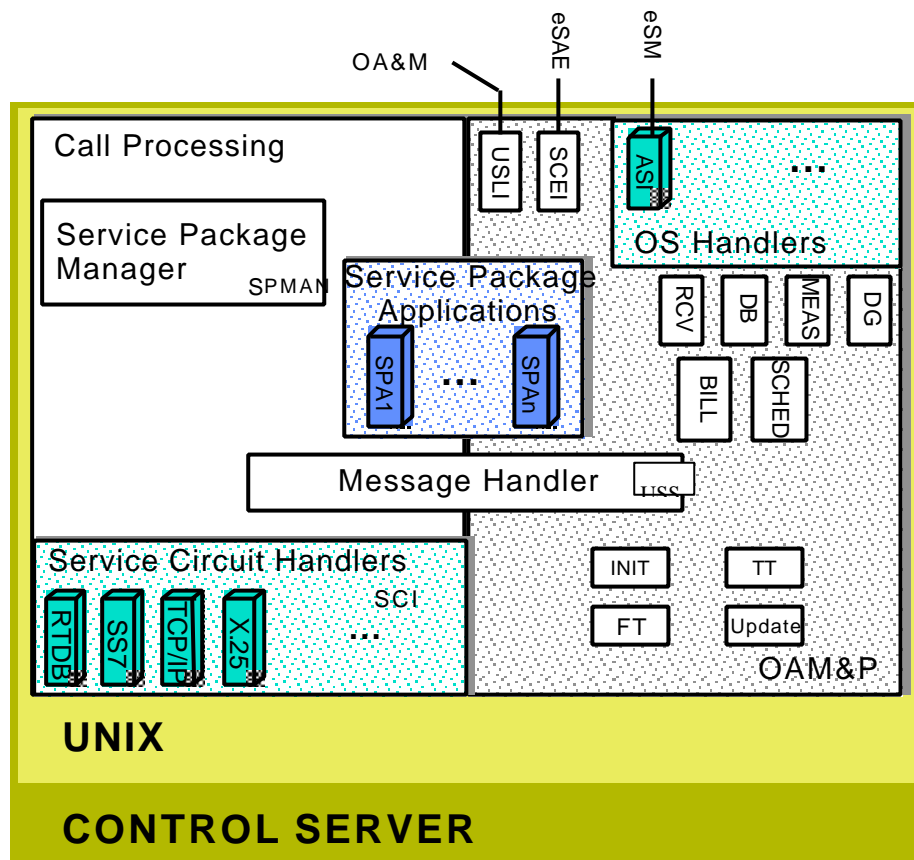 eSAE
eSM
OA&M
Call Processing
USLI
SCEI
ASI
...
OS Handlers
Service Package
Manager
SPMAN
Service Package
Applications
SPA1
...
SPAn
RCV
DB
MEAS
DG
BILL
SCHED
Message Handler
USS
Service Circuit Handlers
SCI
RTDB
SS7
TCP/IP
X.25
...
INIT
TT
FT
Update
OAM&P
UNIX
CONTROL SERVER